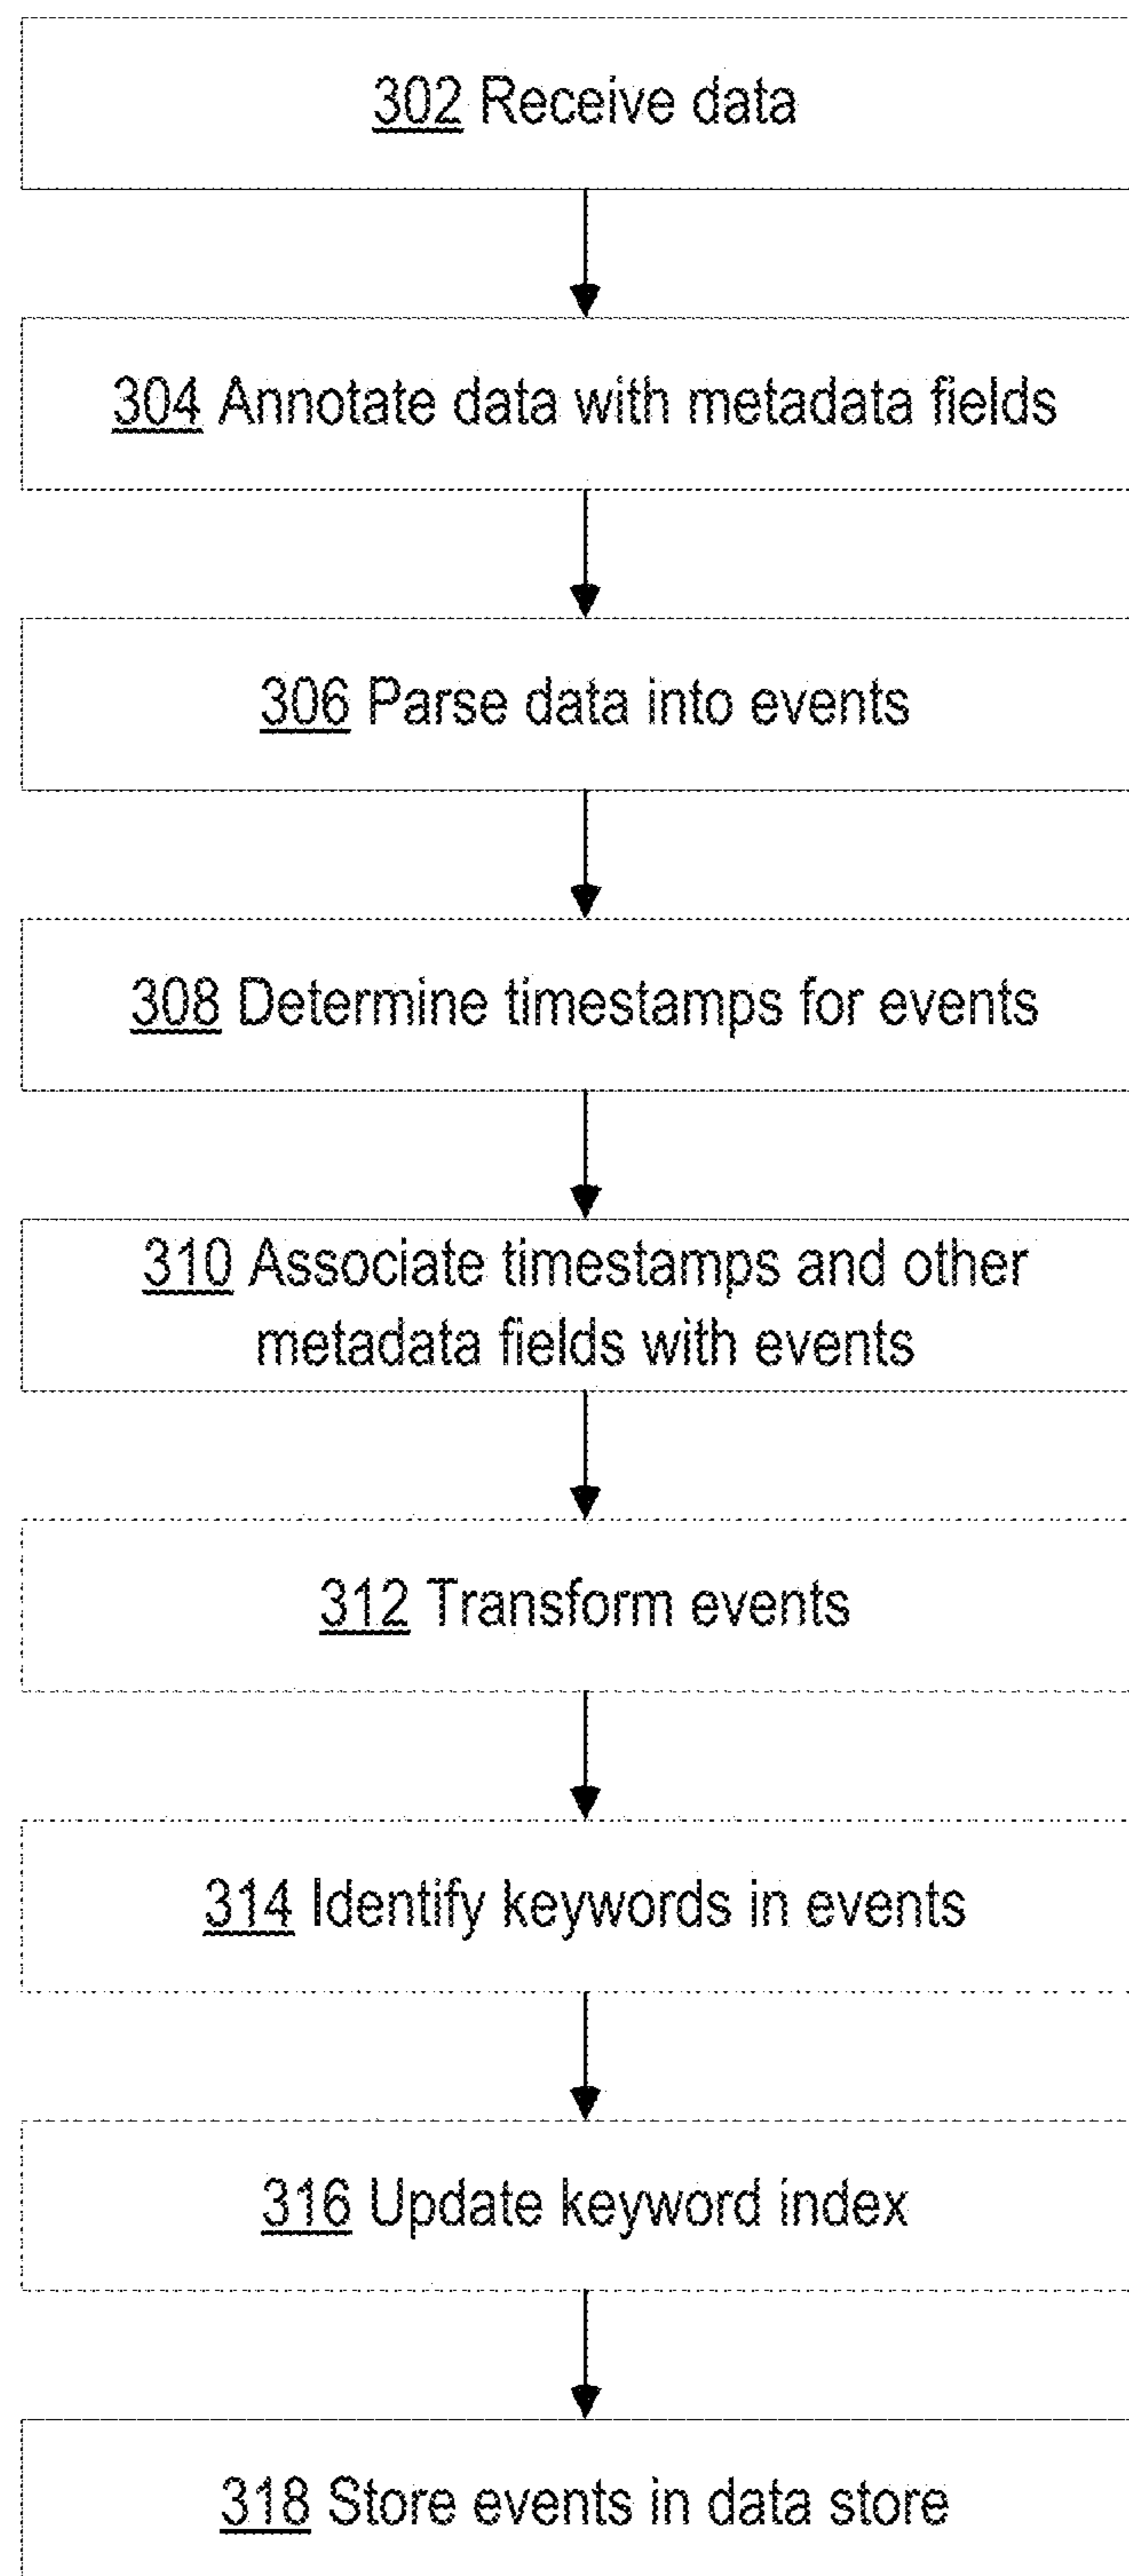 302 Receive data
304 Annotate data with metadata fields
306 Parse data into events
308 Determine timestamps for events
310 Associate timestamps and other
metadata fields with events
312 Transform events
314 Identify keywords in events
316 Update keyword index
318 Store events in data store